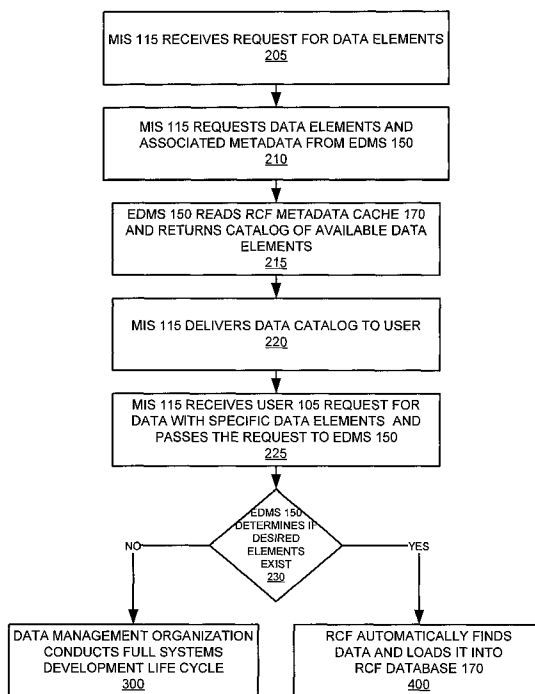 MIS 115 RECEIVES REQUEST FOR DATA ELEMENTS
205
MIS 115 REQUESTS DATA ELEMENTS AND
ASSOCIATED METADATA FROM EDMS 150
210
EDMS 150 READS RCF METADATA CACHE 170
AND RETURNS CATALOG OF AVAILABLE DATA
ELEMENTS
215
MIS 115 DELIVERS DATA CATALOG TO USER
220
MIS 115 RECEIVES USER 105 REQUEST FOR
DATA WITH SPECIFIC DATA ELEMENTS AND
PASSES THE REQUEST TO EDMS 150
225
EDMS 150
DETERMINES IF
DESIRED
ELEMENTS
EXIST
230
NO
YES
DATA MANAGEMENT ORGANIZATION
CONDUCTS FULL SYSTEMS
DEVELOPMENT LIFE CYCLE
300
RCF AUTOMATICALLY FINDS
DATA AND LOADS IT INTO
RCF DATABASE 170
400